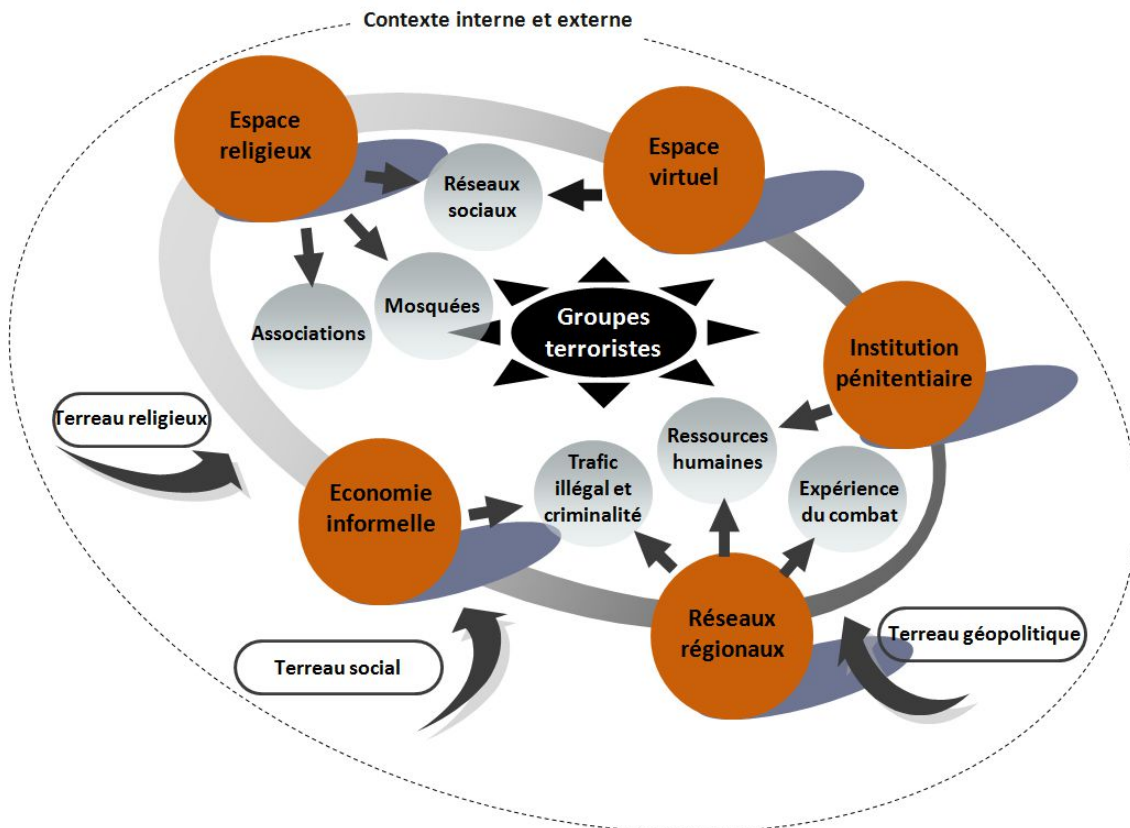 Contexte interne et externe
Espace
religieux
Espace
virtuel
Réseaux
sociaux
Mosquées
Associations
Groupes
terroristes
Institution
pénitentiaire
Terreau religieux
Ressources
humaines
Trafic
illégal et
criminalité
Expérience
du combat
Economie
informelle
Réseaux
régionaux
Terreau géopolitique
Terreau social